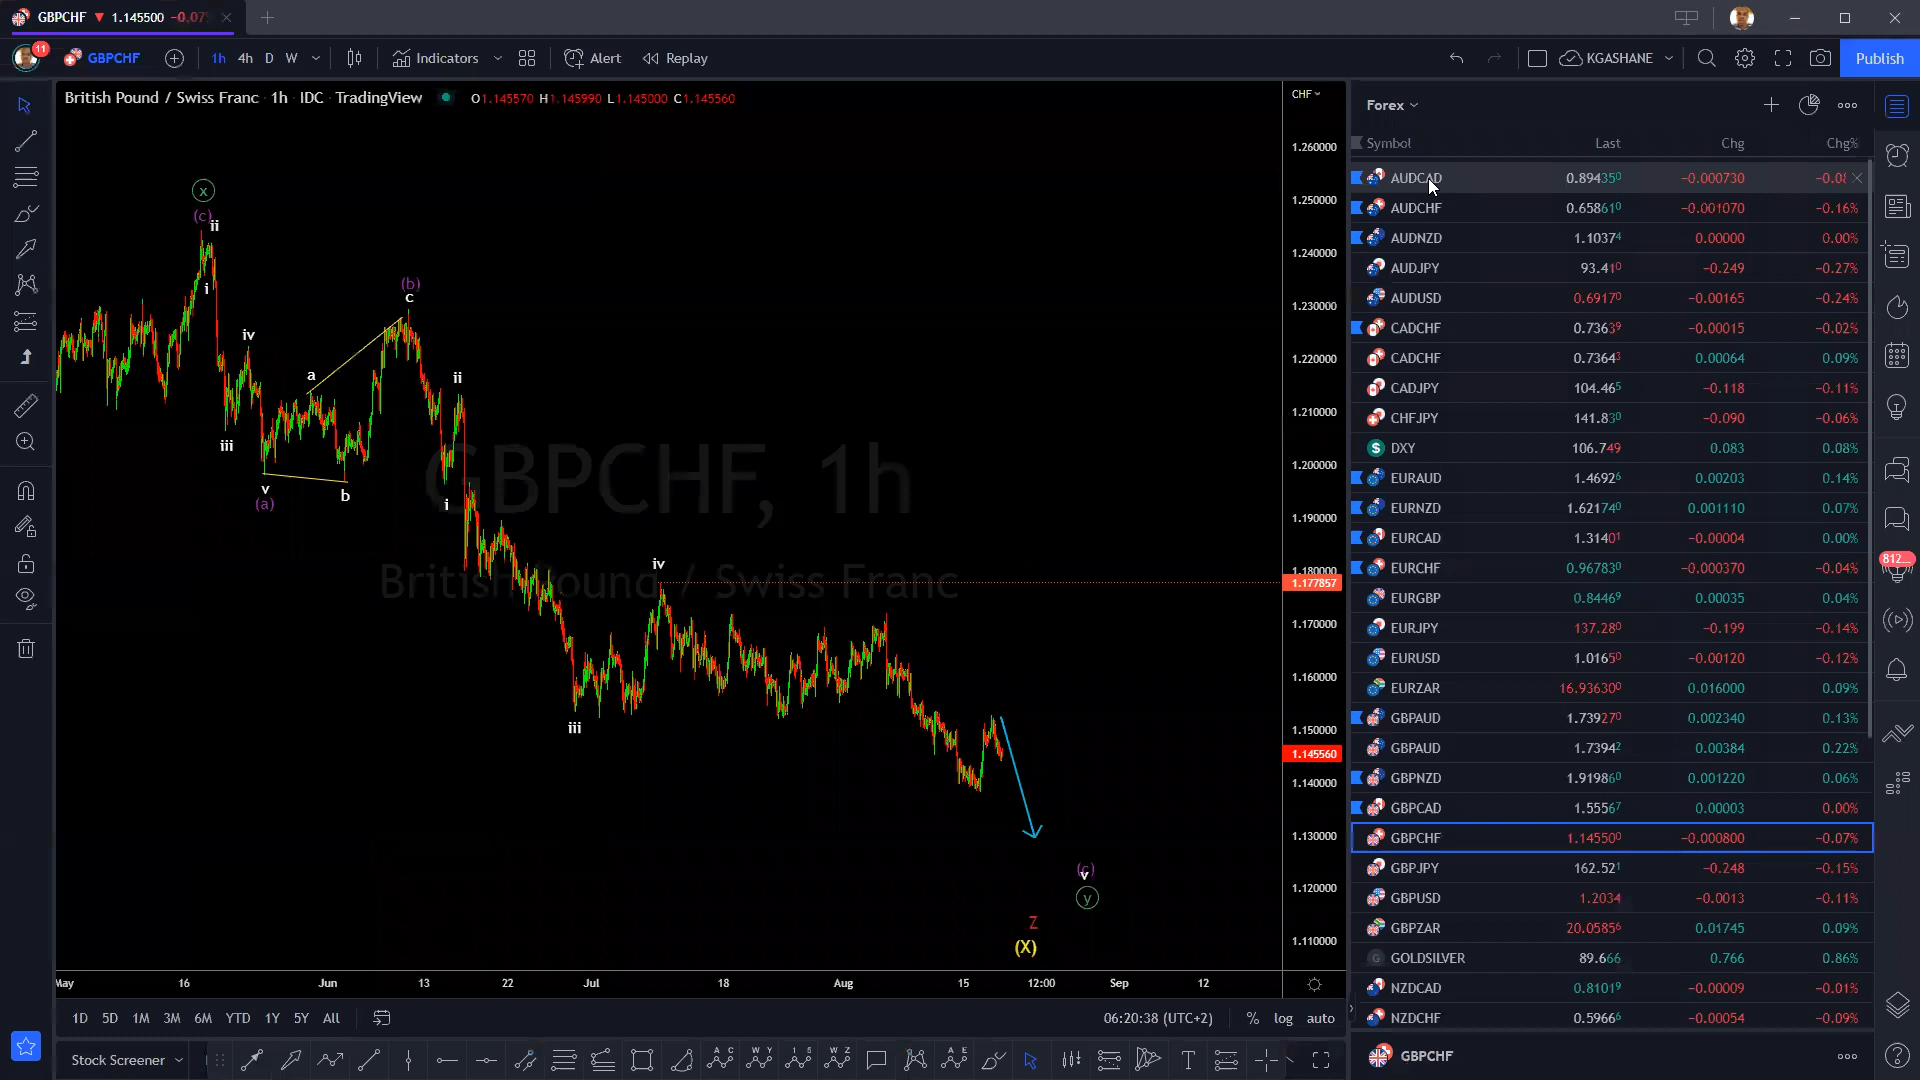 GBPCHF ▼ 1.145500 −0.07
11
GBPCHF 1h 4h D W Indicators Alert Replay KGASHANE Publish
British Pound / Swiss Franc · 1h · IDC · TradingView O1.145570 H1.145990 L1.145000 C1.145560
CHF
1.260000
1.250000
1.240000
1.230000
1.220000
1.210000
1.200000
1.190000
1.180000
1.177857
1.170000
1.160000
1.150000
1.145560
1.140000
1.130000
1.120000
1.110000
x
(c)
ii
i
iv
iii
v
(a)
a
b
(b)
c
ii
i
iv
iii
GBPCHF, 1h
British Pound / Swiss Franc
(c)
v
y
Z
(X)
May 16 Jun 13 22 Jul 18 Aug 15 12:00 Sep 12
1D 5D 1M 3M 6M YTD 1Y 5Y All 06:20:38 (UTC+2) % log auto
Stock Screener
Forex
Symbol Last Chg Chg%
AUDCAD 0.894350 −0.000730 −0.08
AUDCHF 0.658610 −0.001070 −0.16%
AUDNZD 1.10374 0.00000 0.00%
AUDJPY 93.410 −0.249 −0.27%
AUDUSD 0.69170 −0.00165 −0.24%
CADCHF 0.73639 −0.00015 −0.02%
CADCHF 0.73643 0.00064 0.09%
CADJPY 104.465 −0.118 −0.11%
CHFJPY 141.830 −0.090 −0.06%
DXY 106.749 0.083 0.08%
EURAUD 1.46926 0.00203 0.14%
EURNZD 1.621740 0.001110 0.07%
EURCAD 1.31401 −0.00004 0.00%
EURCHF 0.967830 −0.000370 −0.04%
EURGBP 0.84469 0.00035 0.04%
EURJPY 137.280 −0.199 −0.14%
EURUSD 1.01650 −0.00120 −0.12%
EURZAR 16.936300 0.016000 0.09%
GBPAUD 1.739270 0.002340 0.13%
GBPAUD 1.73942 0.00384 0.22%
GBPNZD 1.919860 0.001220 0.06%
GBPCAD 1.55567 0.00003 0.00%
GBPCHF 1.145500 −0.000800 −0.07%
GBPJPY 162.521 −0.248 −0.15%
GBPUSD 1.2034 −0.0013 −0.11%
GBPZAR 20.05856 0.01745 0.09%
GOLDSILVER 89.666 0.766 0.86%
NZDCAD 0.81019 −0.00009 −0.01%
NZDCHF 0.59666 −0.00054 −0.09%
GBPCHF
812...